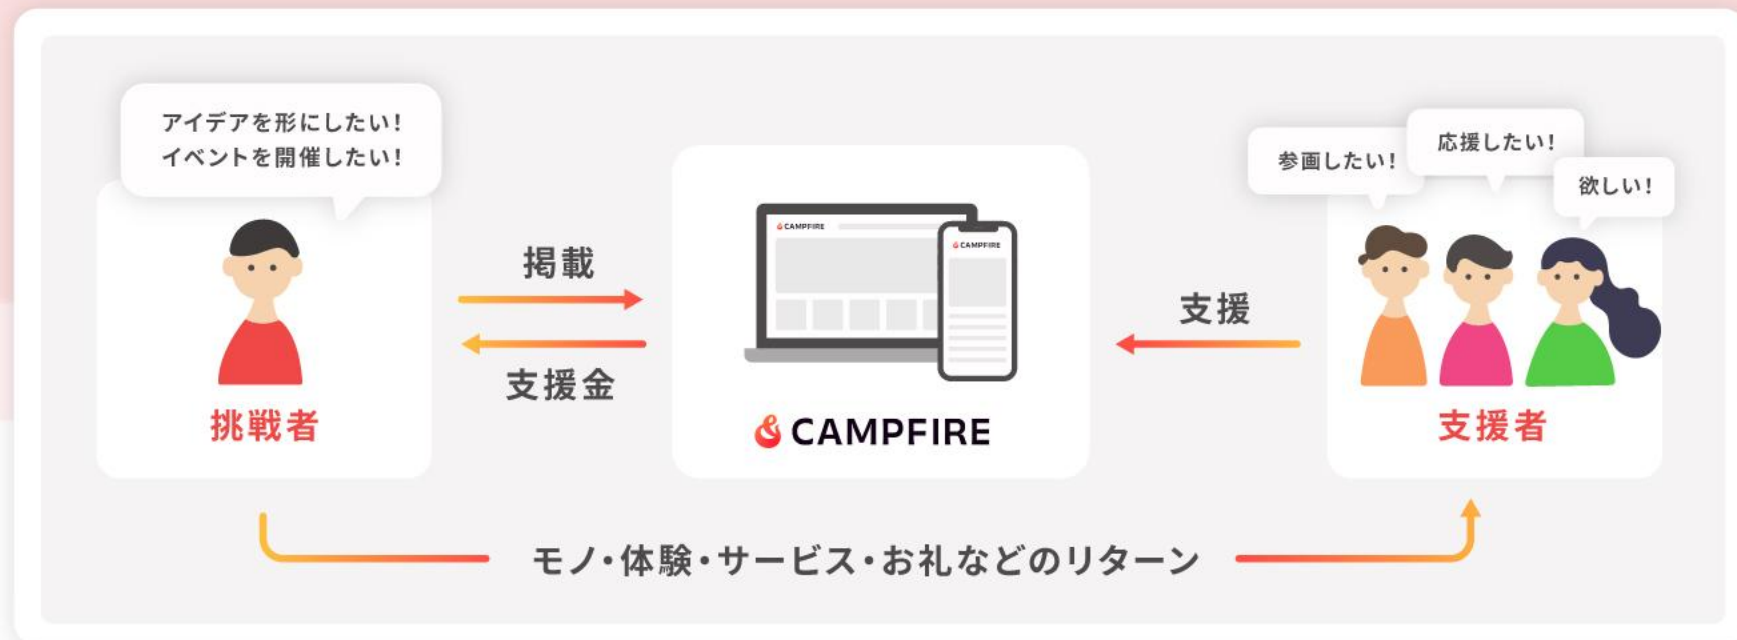 アイデアを形にしたい!
イベントを開催したい!
挑戦者
掲載
支援金
CAMPFIRE
CAMPFIRE
CAMPFIRE
支援
参画したい!
応援したい!
欲しい!
支援者
モノ・体験・サービス・お礼などのリターン